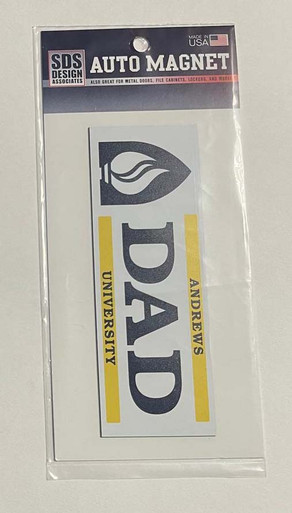 SDS
DESIGN
ASSOCIATES
AUTO MAGNET
MADE IN
USA
ALSO GREAT FOR METAL DOORS, FILE CABINETS, LOCKERS, AND MORE!
ANDREWS
DAD
UNIVERSITY